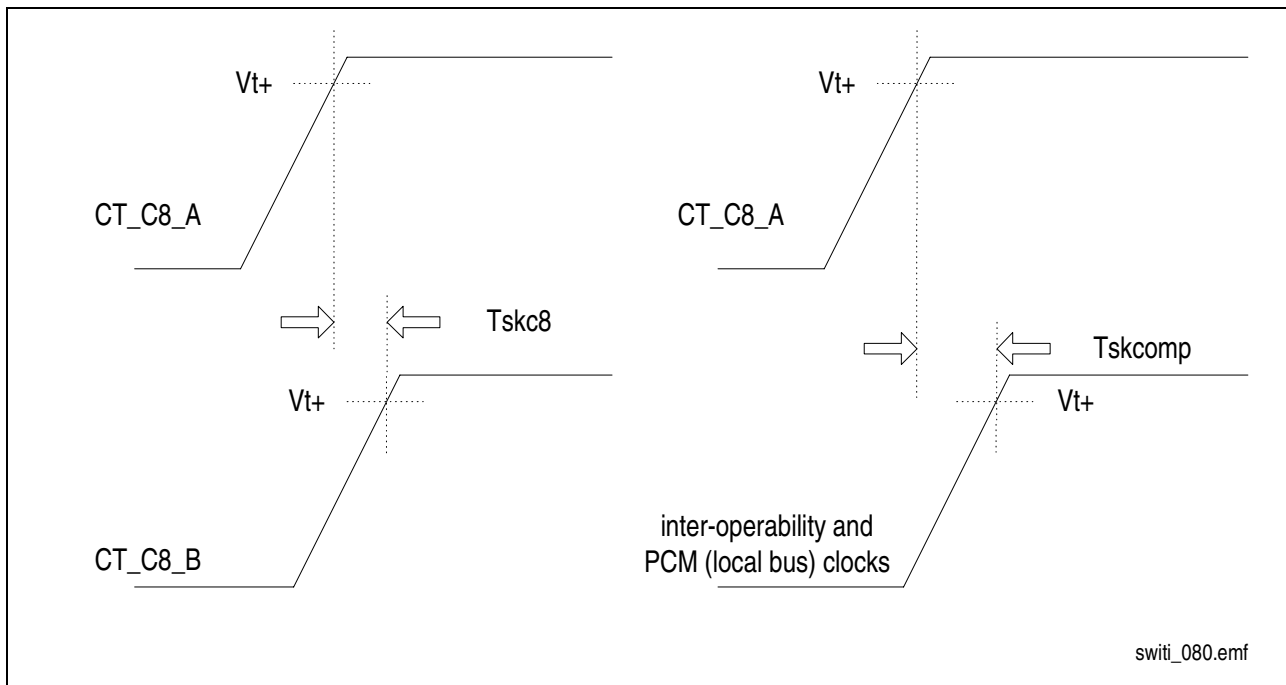 Vt+
CT_C8_A
Tskc8
Vt+
CT_C8_B
Vt+
CT_C8_A
Tskcomp
Vt+
inter-operability and
PCM (local bus) clocks
switi_080.emf